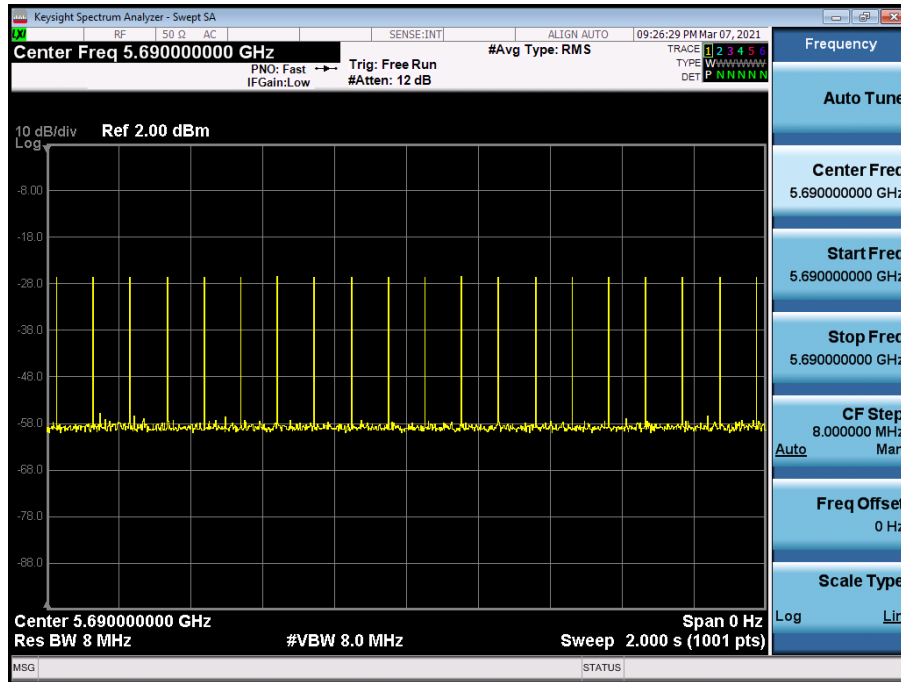 Keysight Spectrum Analyzer - Swept SA
LXI RF 50 Ω AC SENSE:INT ALIGN AUTO 09:26:29 PM Mar 07, 2021
Center Freq 5.690000000 GHz
PNO: Fast
IFGain:Low
Trig: Free Run
#Atten: 12 dB
#Avg Type: RMS
TRACE 1 2 3 4 5 6
TYPE WWWWWW
DET P N N N N N
10 dB/div Ref 2.00 dBm
Log
-8.00
-18.0
-28.0
-38.0
-48.0
-58.0
-68.0
-78.0
-88.0
Center 5.690000000 GHz Span 0 Hz
Res BW 8 MHz #VBW 8.0 MHz Sweep 2.000 s (1001 pts)
MSG STATUS
Frequency
Auto Tune
Center Freq
5.690000000 GHz
Start Freq
5.690000000 GHz
Stop Freq
5.690000000 GHz
CF Step
8.000000 MHz
Auto Man
Freq Offset
0 Hz
Scale Type
Log Lin